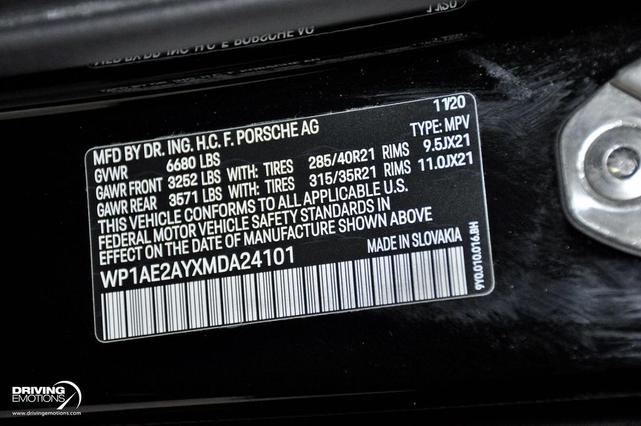 MFD BY DR. ING. H.C. F. PORSCHE AG 11/20
GVWR 6680 LBS TYPE: MPV
GAWR FRONT 3252 LBS WITH: TIRES 285/40R21 RIMS 9.5JX21
GAWR REAR 3571 LBS WITH: TIRES 315/35R21 RIMS 11.0JX21
THIS VEHICLE CONFORMS TO ALL APPLICABLE U.S.
FEDERAL MOTOR VEHICLE SAFETY STANDARDS IN
EFFECT ON THE DATE OF MANUFACTURE SHOWN ABOVE
WP1AE2AYXMDA24101 MADE IN SLOVAKIA
9Y0.010.016.BH
DRIVING
EMOTIONS
www.drivingemotions.com